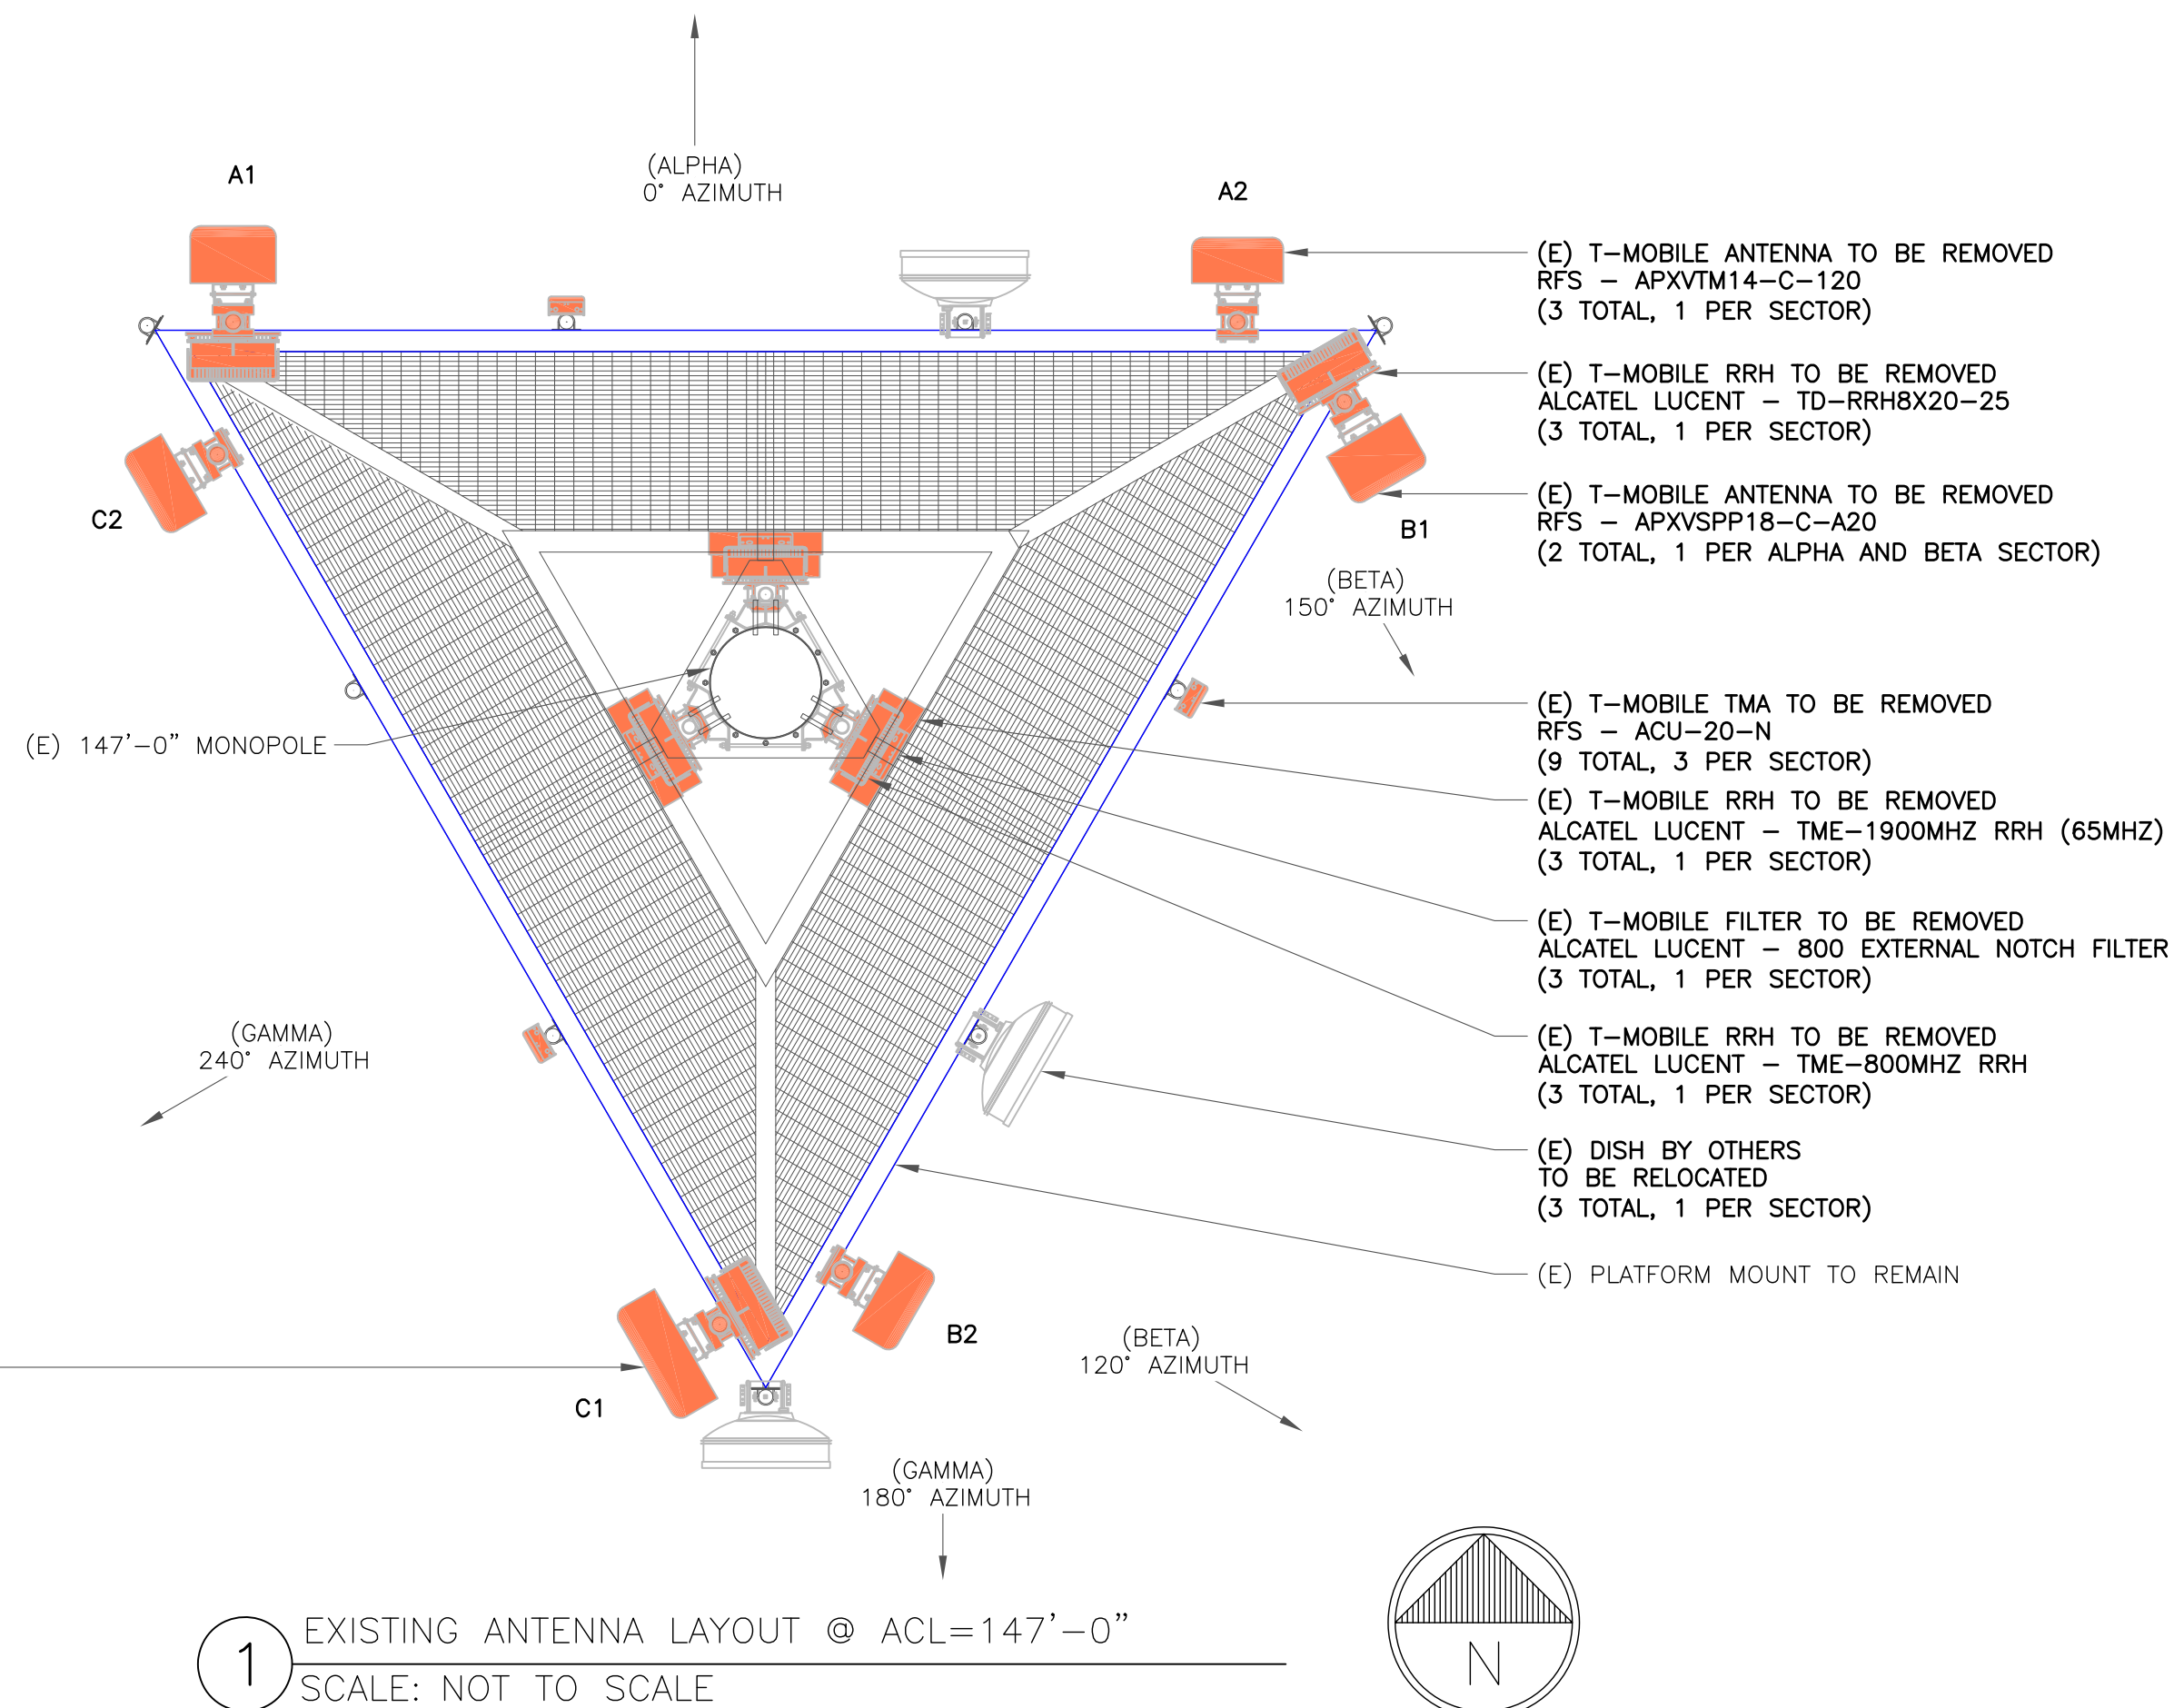 (ALPHA)
0° AZIMUTH
A1
A2
(E) T-MOBILE ANTENNA TO BE REMOVED
RFS - APXVTM14-C-120
(3 TOTAL, 1 PER SECTOR)
(E) T-MOBILE RRH TO BE REMOVED
ALCATEL LUCENT - TD-RRH8X20-25
(3 TOTAL, 1 PER SECTOR)
(E) T-MOBILE ANTENNA TO BE REMOVED
RFS - APXVSPP18-C-A20
(2 TOTAL, 1 PER ALPHA AND BETA SECTOR)
C2
B1
(BETA)
150° AZIMUTH
(E) T-MOBILE TMA TO BE REMOVED
RFS - ACU-20-N
(9 TOTAL, 3 PER SECTOR)
(E) 147'-0" MONOPOLE
(E) T-MOBILE RRH TO BE REMOVED
ALCATEL LUCENT - TME-1900MHZ RRH (65MHZ)
(3 TOTAL, 1 PER SECTOR)
(E) T-MOBILE FILTER TO BE REMOVED
ALCATEL LUCENT - 800 EXTERNAL NOTCH FILTER
(3 TOTAL, 1 PER SECTOR)
(GAMMA)
240° AZIMUTH
(E) T-MOBILE RRH TO BE REMOVED
ALCATEL LUCENT - TME-800MHZ RRH
(3 TOTAL, 1 PER SECTOR)
(E) DISH BY OTHERS
TO BE RELOCATED
(3 TOTAL, 1 PER SECTOR)
(E) PLATFORM MOUNT TO REMAIN
B2
(BETA)
120° AZIMUTH
C1
(GAMMA)
180° AZIMUTH
1
EXISTING ANTENNA LAYOUT @ ACL=147'-0"
SCALE: NOT TO SCALE
N